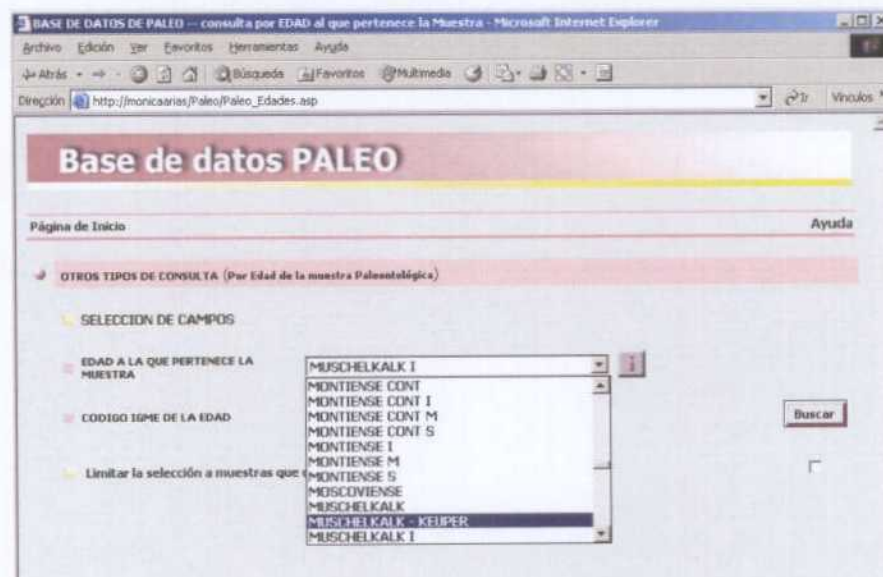 BASE DE DATOS DE PALEO -- consulta por EDAD al que pertenece la Muestra - Microsoft Internet Explorer
Archivo Edición Ver Favoritos Herramientas Ayuda
Atrás Búsqueda Favoritos Multimedia
Dirección http://monicaarias/Paleo/Paleo_Edades.asp Ir Vínculos
Base de datos PALEO
Página de Inicio Ayuda
OTROS TIPOS DE CONSULTA (Por Edad de la muestra Paleontológica)
SELECCION DE CAMPOS
EDAD A LA QUE PERTENECE LA
MUESTRA
MUSCHELKALK I
MONTIENSE CONT
MONTIENSE CONT I
CODIGO IGME DE LA EDAD
MONTIENSE CONT M
MONTIENSE CONT S
Buscar
MONTIENSE I
MONTIENSE M
Limitar la selección a muestras que
MONTIENSE S
MOSCOVIENSE
MUSCHELKALK
MUSCHELKALK - KEUPER
MUSCHELKALK I